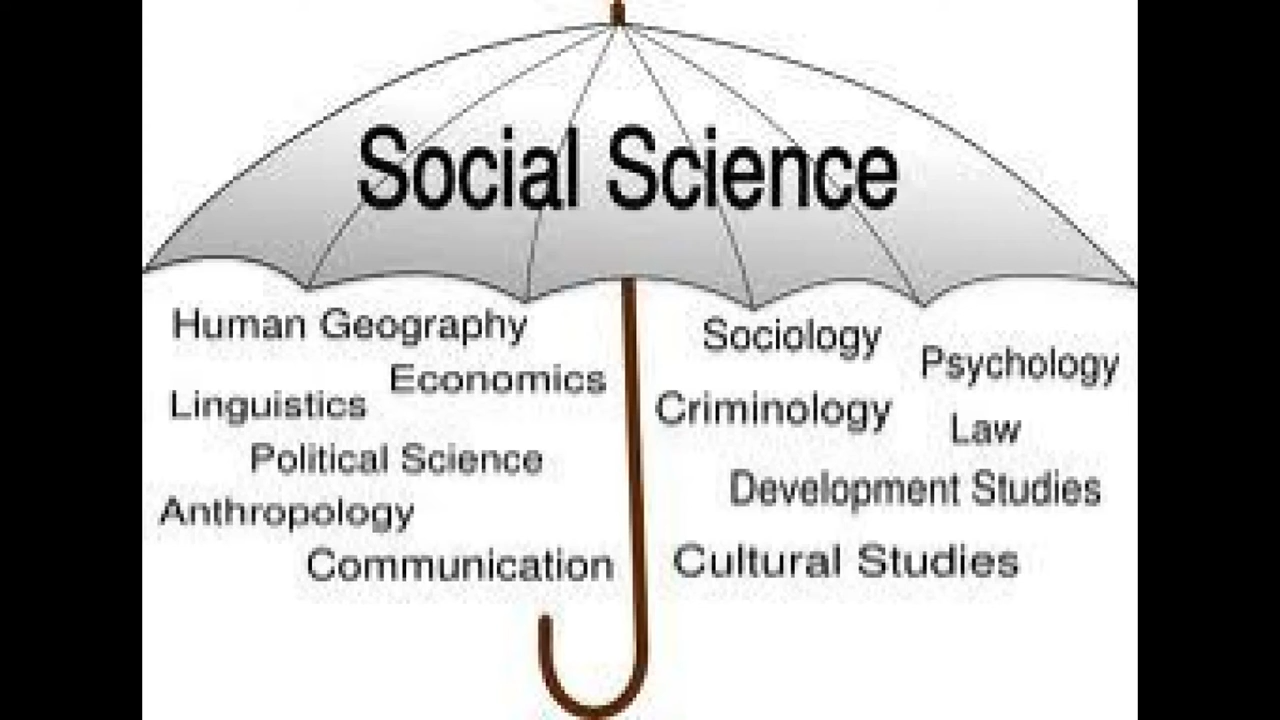 Social Science
Human Geography
Economics
Linguistics
Political Science
Anthropology
Communication
Sociology
Psychology
Criminology
Law
Development Studies
Cultural Studies